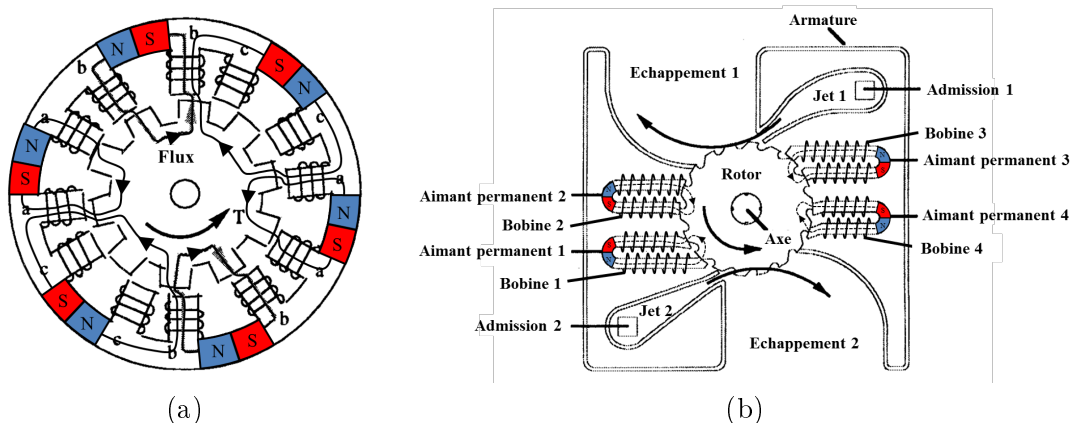 N S
b
c
S N
b
a
c
N S
Flux
a
a
N S
T
a
c
S N
b
c
b
N S
(a)
Armature
Echappement 1
Jet 1
Admission 1
Bobine 3
N
S
Aimant permanent 3
Rotor
Aimant permanent 2
N
S
Bobine 2
S
N
Aimant permanent 4
Axe
Aimant permanent 1
S
N
Bobine 4
Bobine 1
Jet 2
Admission 2
Echappement 2
(b)